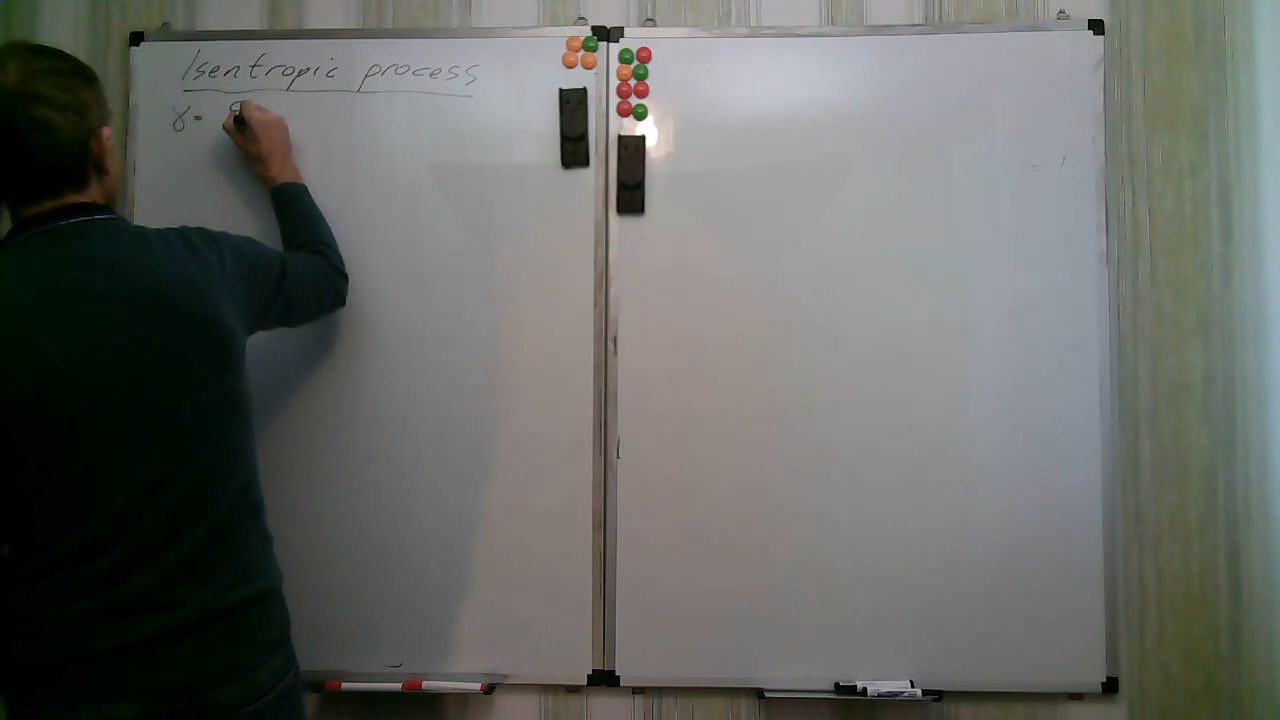 Isentropic process
γ =